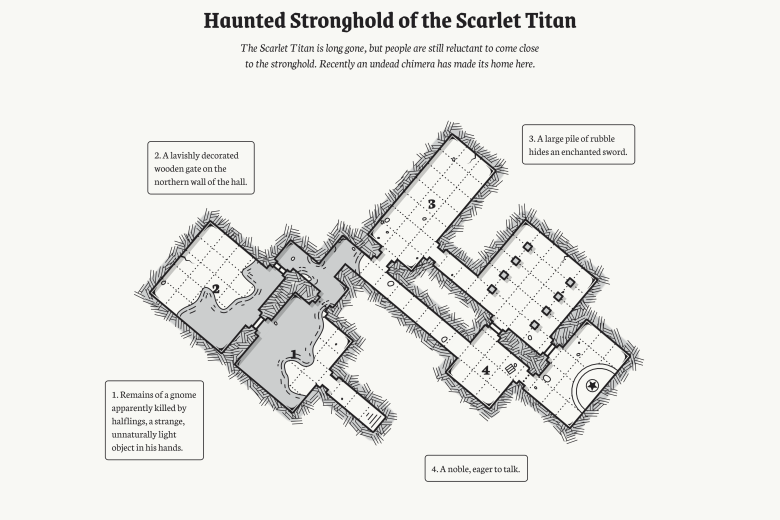 Haunted Stronghold of the Scarlet Titan
The Scarlet Titan is long gone, but people are still reluctant to come close
to the stronghold. Recently an undead chimera has made its home here.
2. A lavishly decorated
wooden gate on the
northern wall of the hall.
3. A large pile of rubble
hides an enchanted sword.
3
2
1
4
1. Remains of a gnome
apparently killed by
halflings, a strange,
unnaturally light
object in his hands.
4. A noble, eager to talk.